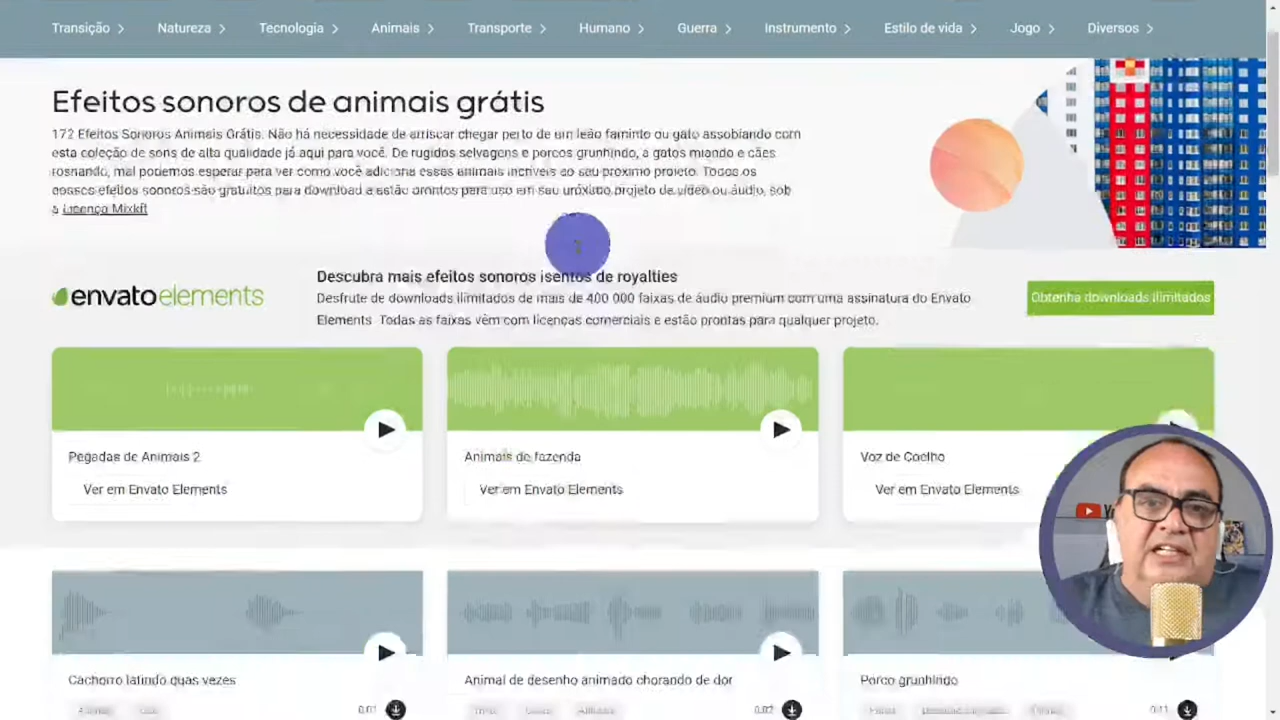 Transição
Natureza
Tecnologia
Animais
Transporte
Humano
Guerra
Instrumento
Estilo de vida
Jogo
Diversos
Efeitos sonoros de animais grátis
172 Efeitos Sonoros Animais Grátis. Não há necessidade de arriscar chegar perto de um leão faminto ou gato assobiando com
esta coleção de sons de alta qualidade já aqui para você. De rugidos selvagens e porcos grunhindo, a gatos miando e cães
rosnando, mal podemos esperar para ver como você adiciona esses animais incríveis ao seu próximo projeto. Todos os
nossos efeitos sonoros são gratuitos para download e estão prontos para uso em seu próximo projeto de vídeo ou áudio, sob
a Licença Mixkit
envato elements
Descubra mais efeitos sonoros isentos de royalties
Desfrute de downloads ilimitados de mais de 400 000 faixas de áudio premium com uma assinatura do Envato
Elements Todas as faixas vêm com licenças comerciais e estão prontas para qualquer projeto.
Obtenha downloads ilimitados
Pegadas de Animais 2
Ver em Envato Elements
Animais de fazenda
Ver em Envato Elements
Voz de Coelho
Ver em Envato Elements
Cachorro latindo duas vezes
0:01
Animal de desenho animado chorando de dor
0:02
Porco grunhindo
0:11